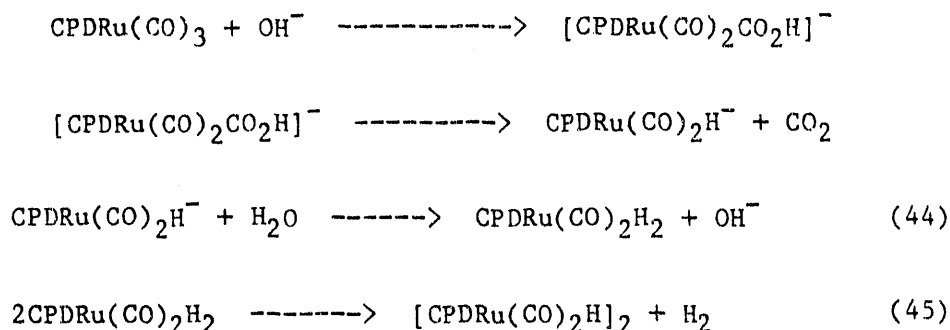 CPDRu(CO)₃ + OH⁻ ----------> [CPDRu(CO)₂CO₂H]⁻
[CPDRu(CO)₂CO₂H]⁻ ----------> CPDRu(CO)₂H⁻ + CO₂
CPDRu(CO)₂H⁻ + H₂O ------> CPDRu(CO)₂H₂ + OH⁻ (44)
2CPDRu(CO)₂H₂ --------> [CPDRu(CO)₂H]₂ + H₂ (45)